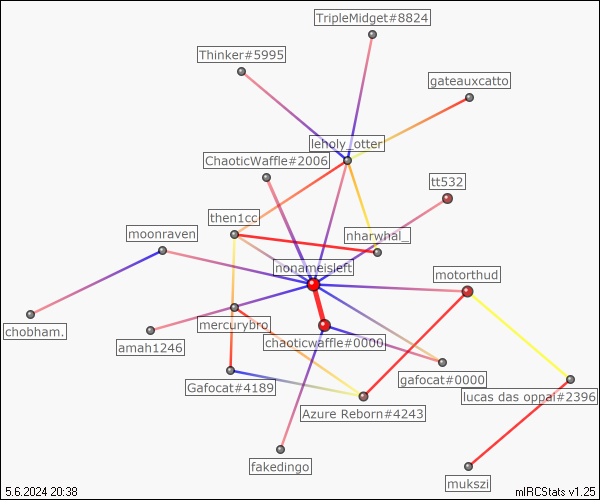 TripleMidget#8824
Thinker#5995
gateauxcatto
leholy_otter
ChaoticWaffle#2006
tt532
then1cc
moonraven
nharwhal_
nonameisleft
motorthud
chobham.
mercurybro
amah1246
chaoticwaffle#0000
gafocat#0000
Gafocat#4189
lucas das oppai#2396
Azure Reborn#4243
fakedingo
mukszi
5.6.2024 20:38
mIRCStats v1.25